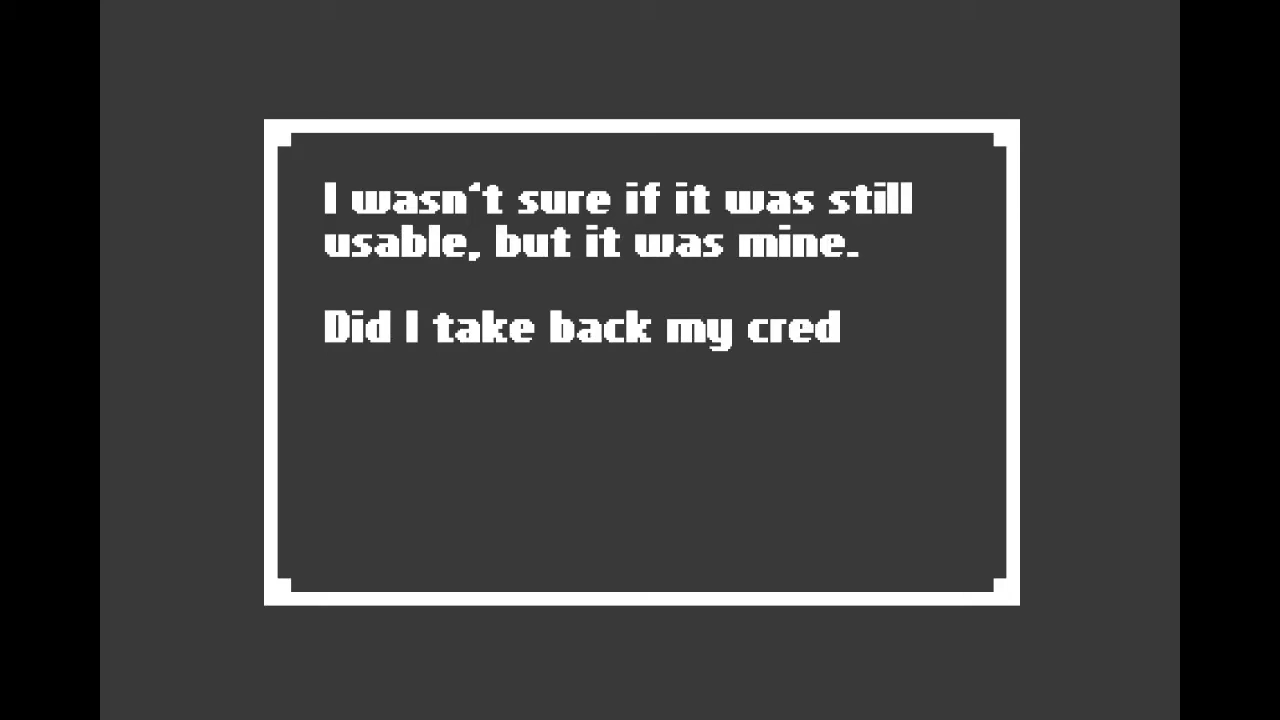 I wasn't sure if it was still
usable, but it was mine.
Did I take back my cred